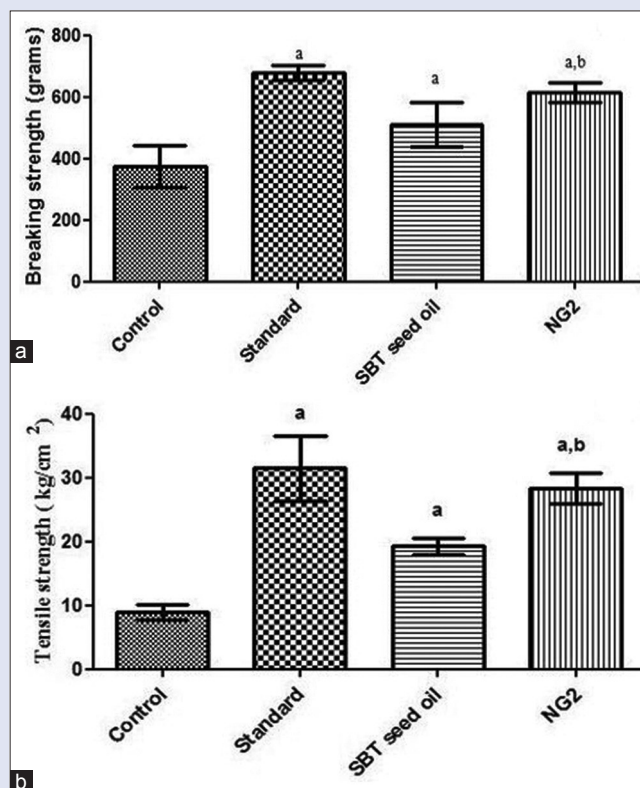 800
600
400
200
0
Breaking strength (grams)
a
a
a,b
Control
Standard
SBT seed oil
NG2
a
40
30
20
10
0
Tensile strength ( kg/cm 2)
a
a
a,b
Control
Standard
SBT seed oil
NG2
b